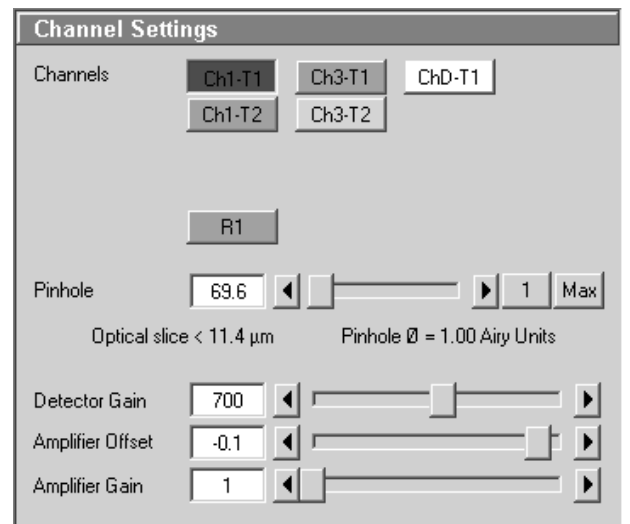 Channel Settings
Channels Ch1-T1 Ch3-T1 ChD-T1
Ch1-T2 Ch3-T2
R1
Pinhole 69.6 1 Max
Optical slice < 11.4 µm Pinhole Ø = 1.00 Airy Units
Detector Gain 700
Amplifier Offset -0.1
Amplifier Gain 1